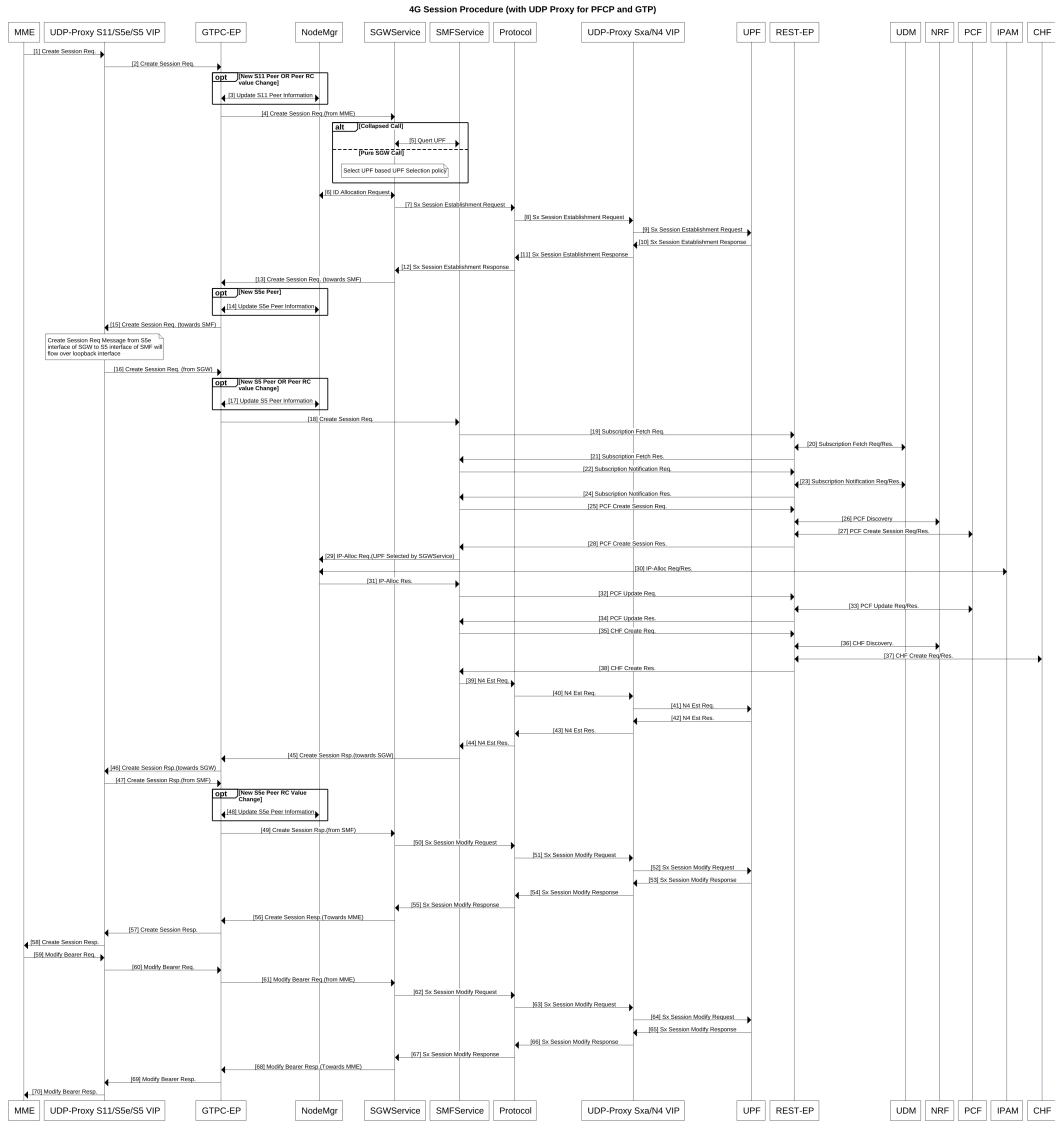 4G Session Procedure (with UDP Proxy for PFCP and GTP)
MME
UDP-Proxy S11/S5e/S5 VIP
GTPC-EP
NodeMgr
SGWService
SMFService
Protocol
UDP-Proxy Sxa/N4 VIP
UPF
REST-EP
UDM
NRF
PCF
IPAM
CHF
[1] Create Session Req.
[2] Create Session Req.
opt
[New S11 Peer OR Peer RC
value Change]
[3] Update S11 Peer Information
[4] Create Session Req.(from MME)
alt
[Collapsed Call]
[5] Quert UPF
[Pure SGW Call]
Select UPF based UPF Selection policy
[6] ID Allocation Request
[7] Sx Session Establishment Request
[8] Sx Session Establishment Request
[9] Sx Session Establishment Request
[10] Sx Session Establishment Response
[11] Sx Session Establishment Response
[12] Sx Session Establishment Response
[13] Create Session Req. (towards SMF)
opt
[New S5e Peer]
[14] Update S5e Peer Information
[15] Create Session Req. (towards SMF)
Create Session Req Message from S5e
interface of SGW to S5 interface of SMF will
flow over loopback interface
[16] Create Session Req. (from SGW)
opt
[New S5 Peer OR Peer RC
value Change]
[17] Update S5 Peer Information
[18] Create Session Req.
[19] Subscription Fetch Req.
[20] Subscription Fetch Req/Res.
[21] Subscription Fetch Res.
[22] Subscription Notification Req.
[23] Subscription Notification Req/Res.
[24] Subscription Notification Res.
[25] PCF Create Session Req.
[26] PCF Discovery
[27] PCF Create Session Req/Res.
[28] PCF Create Session Res.
[29] IP-Alloc Req.(UPF Selected by SGWService)
[30] IP-Alloc Req/Res.
[31] IP-Alloc Res.
[32] PCF Update Req.
[33] PCF Update Req/Res.
[34] PCF Update Res.
[35] CHF Create Req.
[36] CHF Discovery.
[37] CHF Create Req/Res.
[38] CHF Create Res.
[39] N4 Est Req.
[40] N4 Est Req.
[41] N4 Est Req.
[42] N4 Est Res.
[43] N4 Est Res.
[44] N4 Est Res.
[45] Create Session Rsp.(towards SGW)
[46] Create Session Rsp.(towards SGW)
[47] Create Session Rsp.(from SMF)
opt
[New S5e Peer RC Value
Change]
[48] Update S5e Peer Information
[49] Create Session Rsp.(from SMF)
[50] Sx Session Modify Request
[51] Sx Session Modify Request
[52] Sx Session Modify Request
[53] Sx Session Modify Response
[54] Sx Session Modify Response
[55] Sx Session Modify Response
[56] Create Session Resp.(Towards MME)
[57] Create Session Resp.
[58] Create Session Resp.
[59] Modify Bearer Req.
[60] Modify Bearer Req.
[61] Modify Bearer Req.(from MME)
[62] Sx Session Modify Request
[63] Sx Session Modify Request
[64] Sx Session Modify Request
[65] Sx Session Modify Response
[66] Sx Session Modify Response
[67] Sx Session Modify Response
[68] Modify Bearer Resp.(Towards MME)
[69] Modify Bearer Resp.
[70] Modify Bearer Resp.
MME
UDP-Proxy S11/S5e/S5 VIP
GTPC-EP
NodeMgr
SGWService
SMFService
Protocol
UDP-Proxy Sxa/N4 VIP
UPF
REST-EP
UDM
NRF
PCF
IPAM
CHF